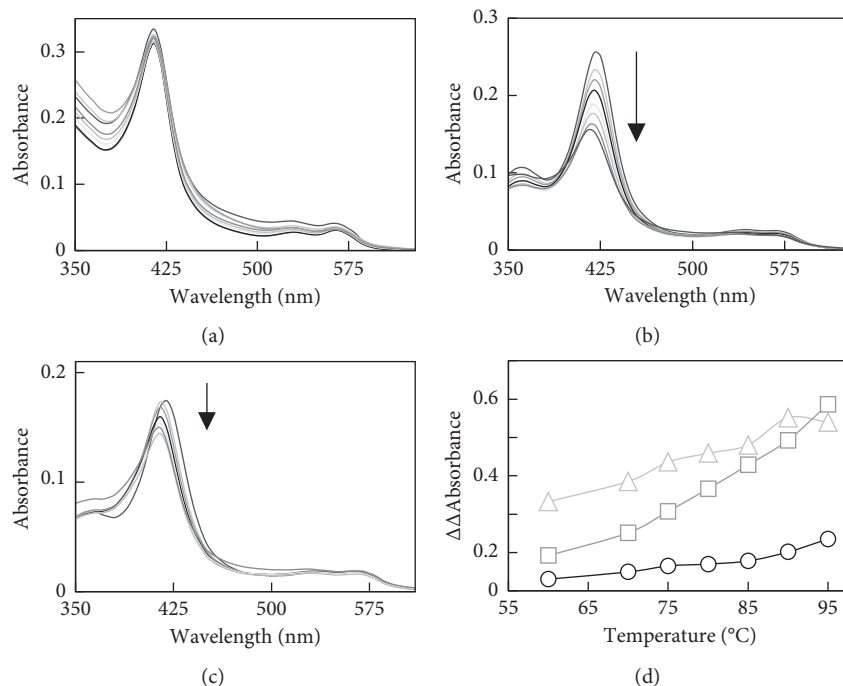 0.3
0.2
0.1
0
Absorbance
350 425 500 575
Wavelength (nm)
(a)
0.3
0.2
0.1
0
Absorbance
350 425 500 575
Wavelength (nm)
(b)
0.2
0.1
0
Absorbance
350 425 500 575
Wavelength (nm)
(c)
0.6
0.4
0.2
0
ΔΔAbsorbance
55 65 75 85 95
Temperature (°C)
(d)